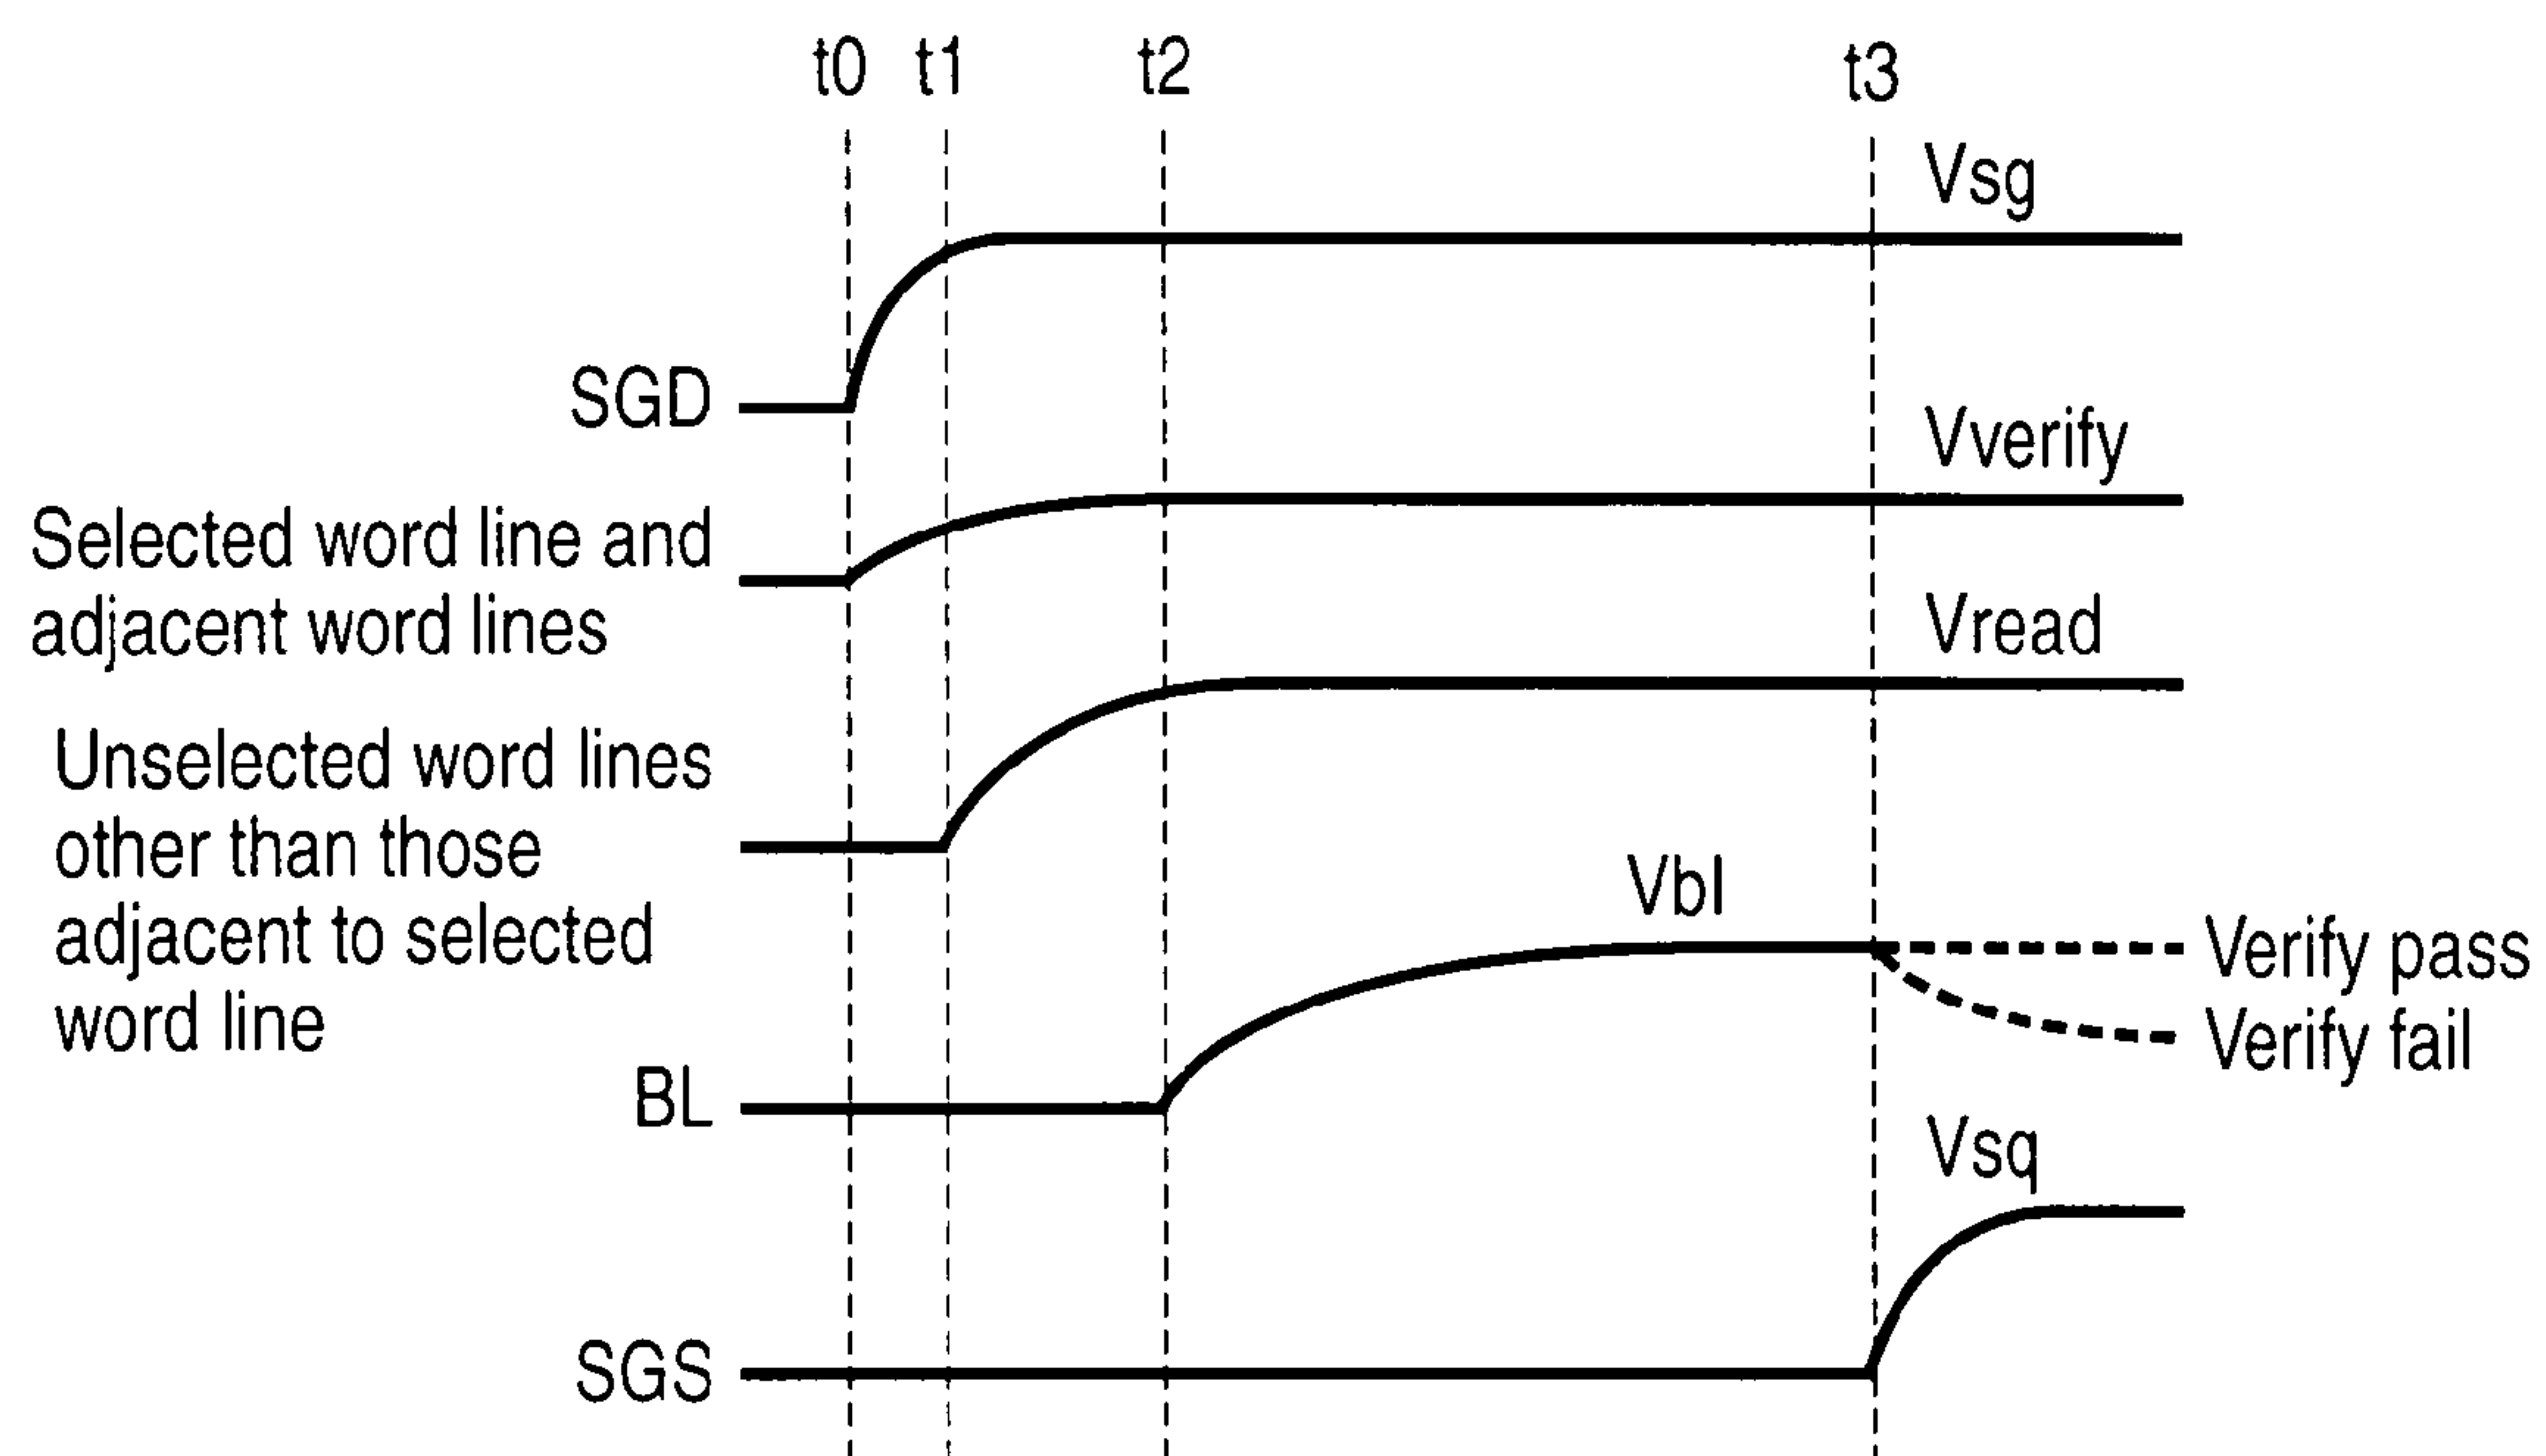 t0 t1 t2 t3
Vsg
SGD
Vverify
Selected word line and
adjacent word lines
Vread
Unselected word lines
other than those
adjacent to selected
word line
Vbl
Verify pass
Verify fail
BL
Vsq
SGS